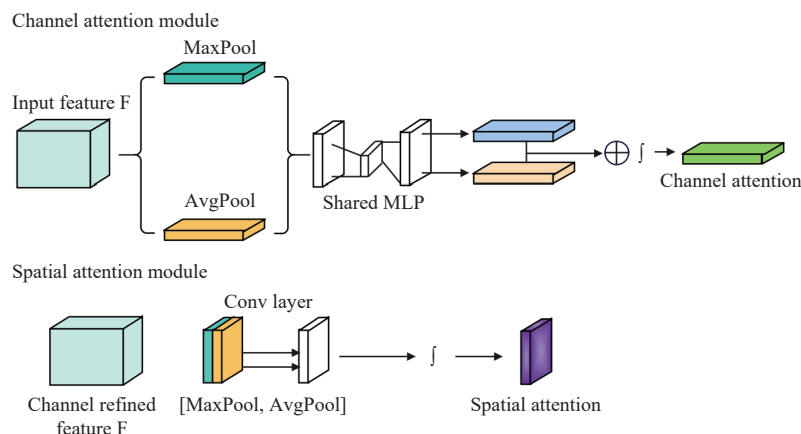 Channel attention module
MaxPool
Input feature F
AvgPool
Shared MLP
∫
Channel attention
Spatial attention module
Conv layer
∫
Channel refined
feature F
[MaxPool, AvgPool]
Spatial attention